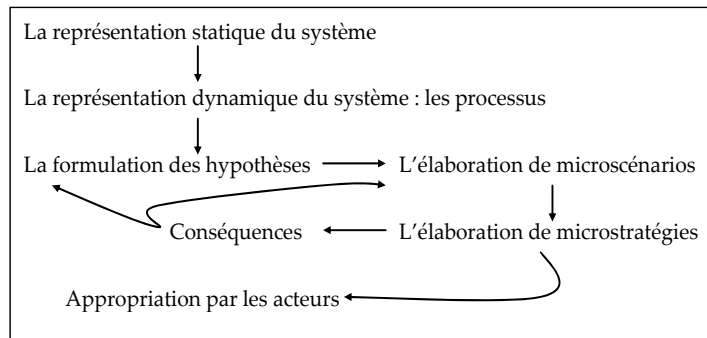 La représentation statique du système
La représentation dynamique du système : les processus
La formulation des hypothèses
L’élaboration de microscénarios
Conséquences
L’élaboration de microstratégies
Appropriation par les acteurs